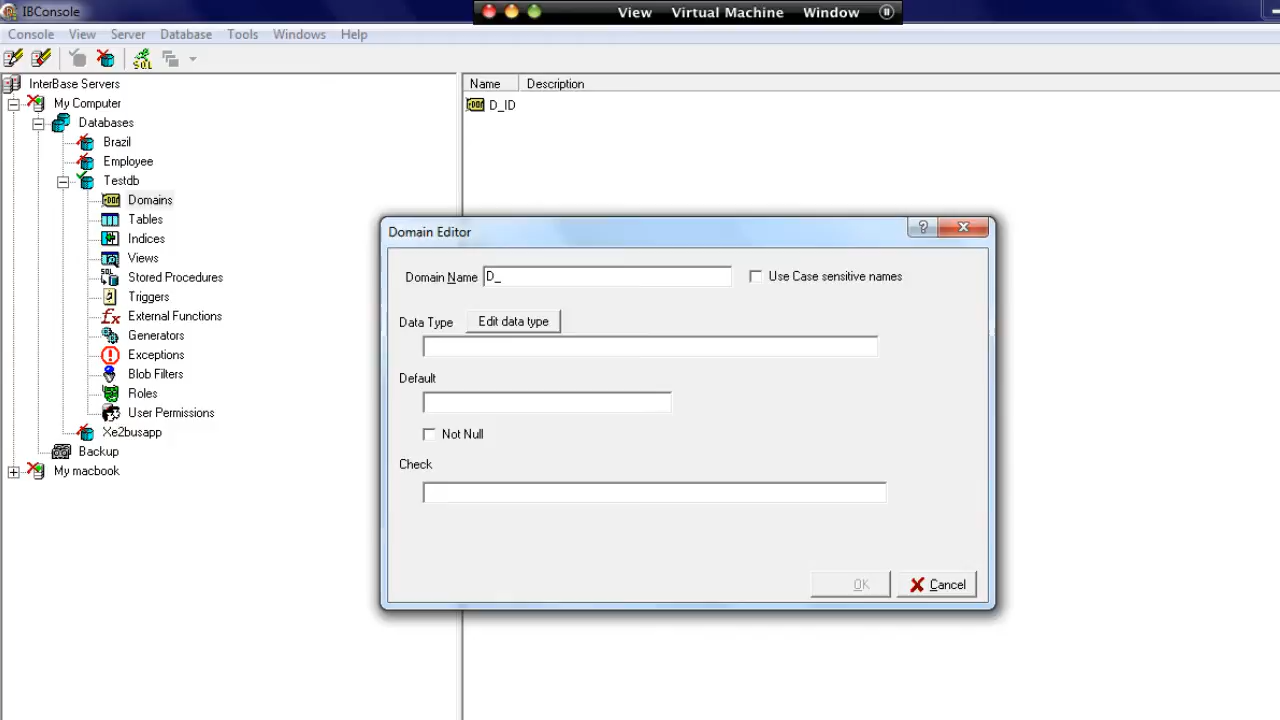 IBConsole
View Virtual Machine Window
Console View Server Database Tools Windows Help
SQL
InterBase Servers
My Computer
Databases
Brazil
Employee
Testdb
Domains
Tables
Indices
Views
Stored Procedures
Triggers
External Functions
Generators
Exceptions
Blob Filters
Roles
User Permissions
Xe2busapp
Backup
My macbook
Name Description
D_ID
Domain Editor
Domain Name D_ Use Case sensitive names
Data Type Edit data type
Default
Not Null
Check
OK Cancel